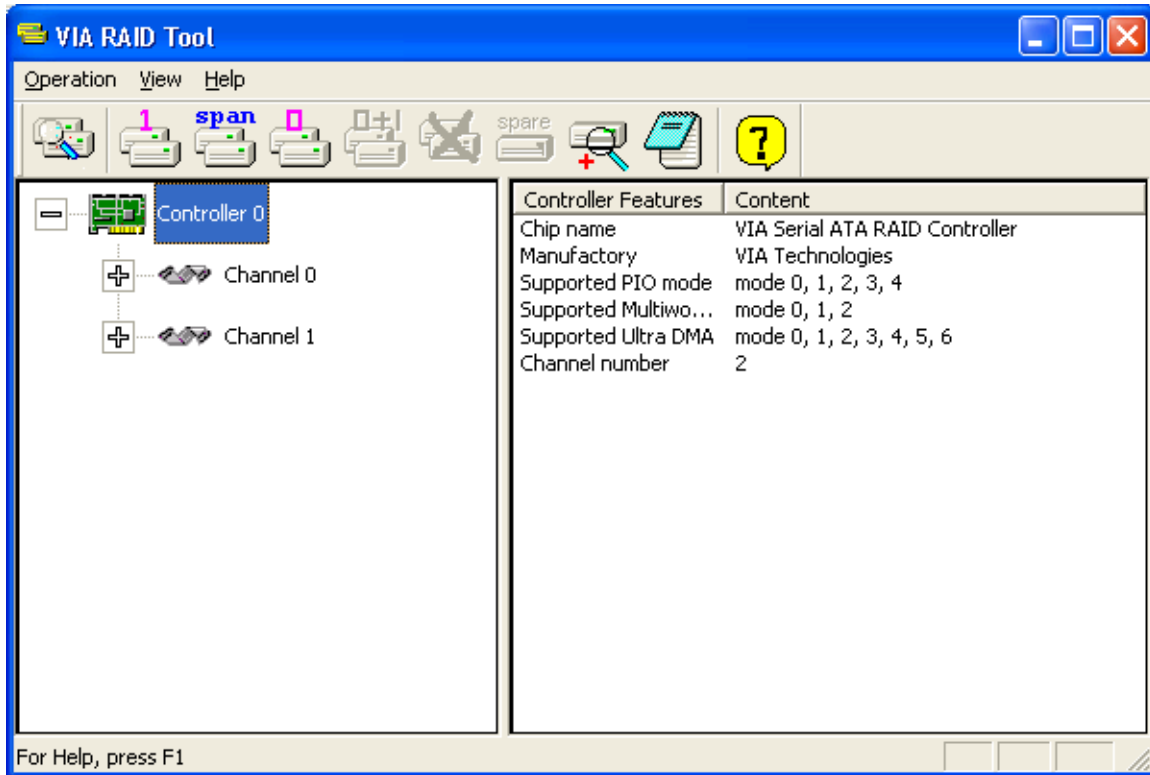 VIA RAID Tool
Operation View Help
1 span 0 0+1 spare ?
Controller 0
Channel 0
Channel 1
Controller Features Content
Chip name VIA Serial ATA RAID Controller
Manufactory VIA Technologies
Supported PIO mode mode 0, 1, 2, 3, 4
Supported Multiwo... mode 0, 1, 2
Supported Ultra DMA mode 0, 1, 2, 3, 4, 5, 6
Channel number 2
For Help, press F1